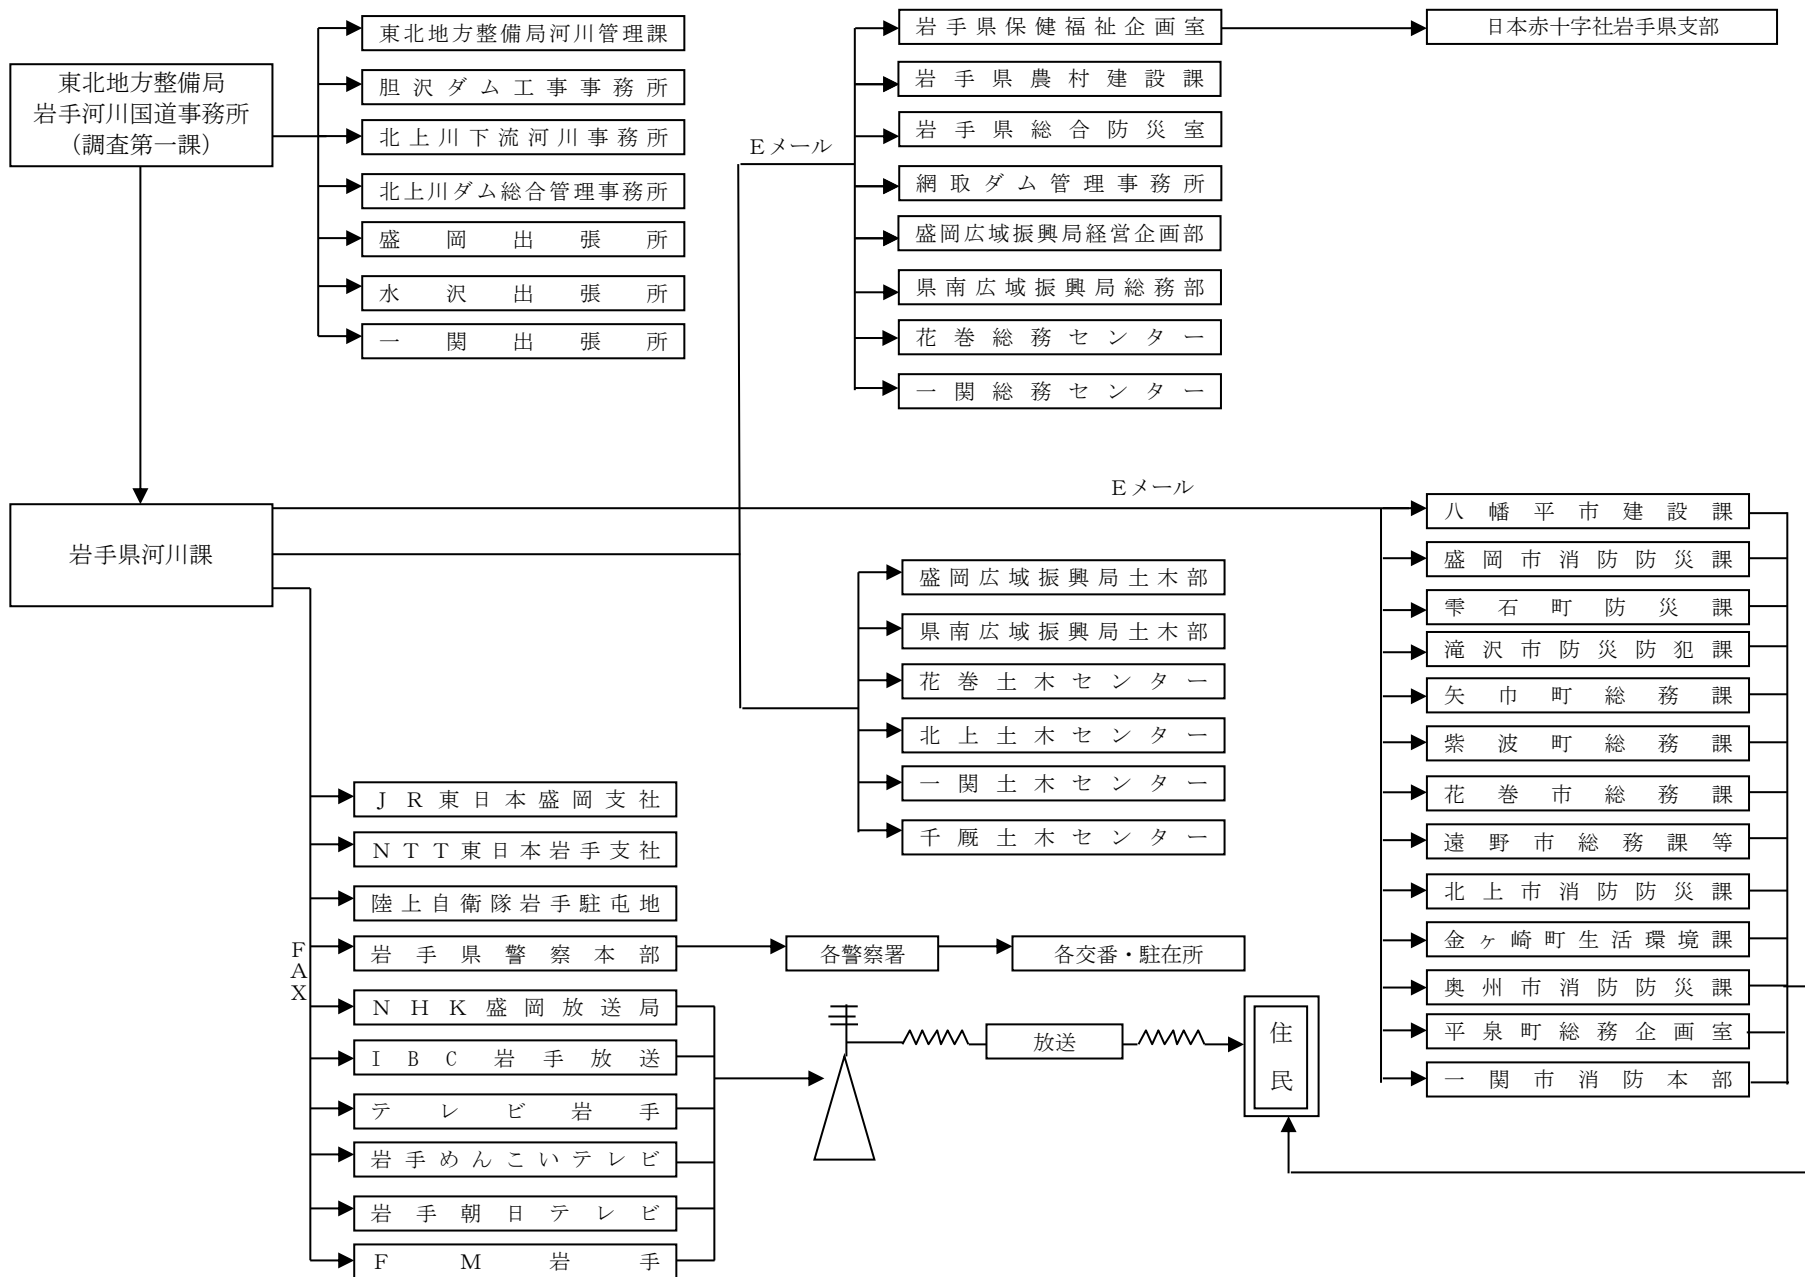 東北地方整備局
岩手河川国道事務所
(調査第一課)
東北地方整備局河川管理課
胆沢ダム工事事務所
北上川下流河川事務所
北上川ダム総合管理事務所
盛岡出張所
水沢出張所
一関出張所
Eメール
岩手県保健福祉企画室
日本赤十字社岩手県支部
岩手県農村建設課
岩手県総合防災室
網取ダム管理事務所
盛岡広域振興局経営企画部
県南広域振興局総務部
花巻総務センター
一関総務センター
岩手県河川課
Eメール
盛岡広域振興局土木部
県南広域振興局土木部
花巻土木センター
北上土木センター
一関土木センター
千厩土木センター
八幡平市建設課
盛岡市消防防災課
雫石町防災課
滝沢市防災防犯課
矢巾町総務課
紫波町総務課
花巻市総務課
遠野市総務課等
北上市消防防災課
金ヶ崎町生活環境課
奥州市消防防災課
平泉町総務企画室
一関市消防本部
FAX
JR東日本盛岡支社
NTT東日本岩手支社
陸上自衛隊岩手駐屯地
岩手県警察本部
各警察署
各交番・駐在所
NHK盛岡放送局
IBC岩手放送
テレビ岩手
岩手めんこいテレビ
岩手朝日テレビ
FM岩手
放送
住民